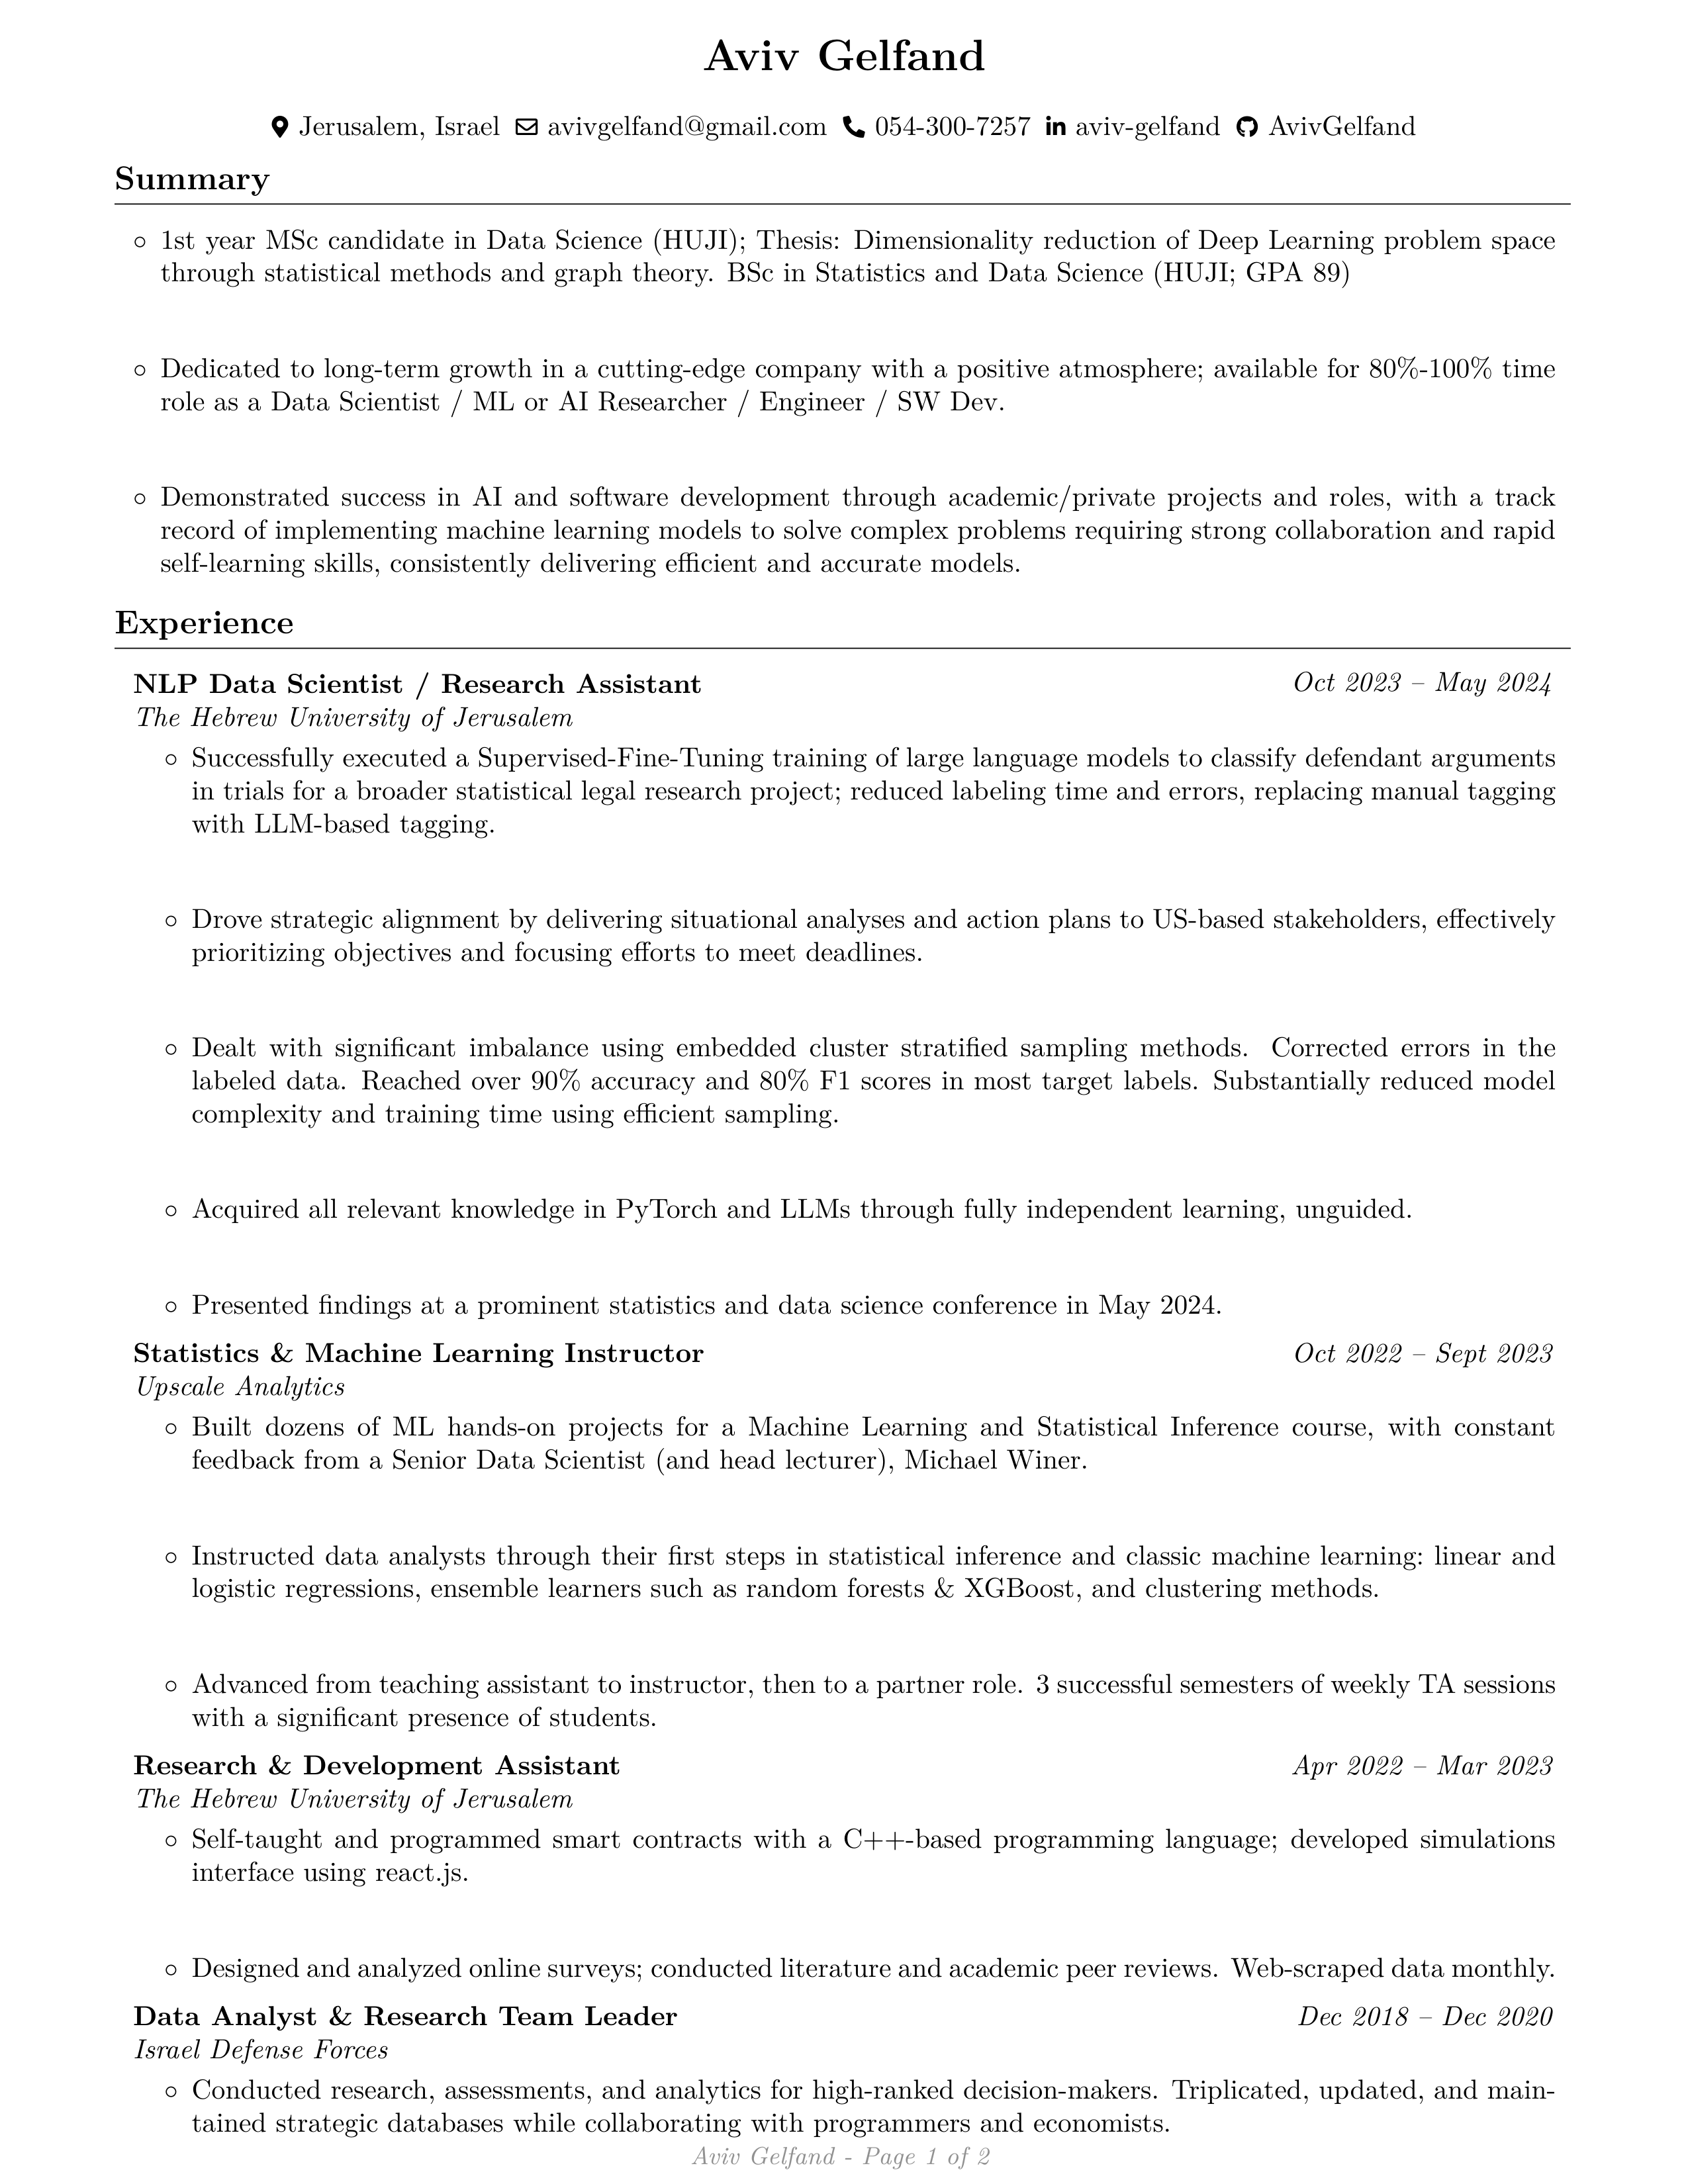 Aviv Gelfand
Jerusalem, Israel avivgelfand@gmail.com 054-300-7257 aviv-gelfand AvivGelfand
Summary
◦ 1st year MSc candidate in Data Science (HUJI); Thesis: Dimensionality reduction of Deep Learning problem space
through statistical methods and graph theory. BSc in Statistics and Data Science (HUJI; GPA 89)
◦ Dedicated to long-term growth in a cutting-edge company with a positive atmosphere; available for 80%-100% time
role as a Data Scientist / ML or AI Researcher / Engineer / SW Dev.
◦ Demonstrated success in AI and software development through academic/private projects and roles, with a track
record of implementing machine learning models to solve complex problems requiring strong collaboration and rapid
self-learning skills, consistently delivering efficient and accurate models.
Experience
NLP Data Scientist / Research Assistant Oct 2023 – May 2024
The Hebrew University of Jerusalem
◦ Successfully executed a Supervised-Fine-Tuning training of large language models to classify defendant arguments
in trials for a broader statistical legal research project; reduced labeling time and errors, replacing manual tagging
with LLM-based tagging.
◦ Drove strategic alignment by delivering situational analyses and action plans to US-based stakeholders, effectively
prioritizing objectives and focusing efforts to meet deadlines.
◦ Dealt with significant imbalance using embedded cluster stratified sampling methods. Corrected errors in the
labeled data. Reached over 90% accuracy and 80% F1 scores in most target labels. Substantially reduced model
complexity and training time using efficient sampling.
◦ Acquired all relevant knowledge in PyTorch and LLMs through fully independent learning, unguided.
◦ Presented findings at a prominent statistics and data science conference in May 2024.
Statistics & Machine Learning Instructor Oct 2022 – Sept 2023
Upscale Analytics
◦ Built dozens of ML hands-on projects for a Machine Learning and Statistical Inference course, with constant
feedback from a Senior Data Scientist (and head lecturer), Michael Winer.
◦ Instructed data analysts through their first steps in statistical inference and classic machine learning: linear and
logistic regressions, ensemble learners such as random forests & XGBoost, and clustering methods.
◦ Advanced from teaching assistant to instructor, then to a partner role. 3 successful semesters of weekly TA sessions
with a significant presence of students.
Research & Development Assistant Apr 2022 – Mar 2023
The Hebrew University of Jerusalem
◦ Self-taught and programmed smart contracts with a C++-based programming language; developed simulations
interface using react.js.
◦ Designed and analyzed online surveys; conducted literature and academic peer reviews. Web-scraped data monthly.
Data Analyst & Research Team Leader Dec 2018 – Dec 2020
Israel Defense Forces
◦ Conducted research, assessments, and analytics for high-ranked decision-makers. Triplicated, updated, and main-
tained strategic databases while collaborating with programmers and economists.
Aviv Gelfand - Page 1 of 2